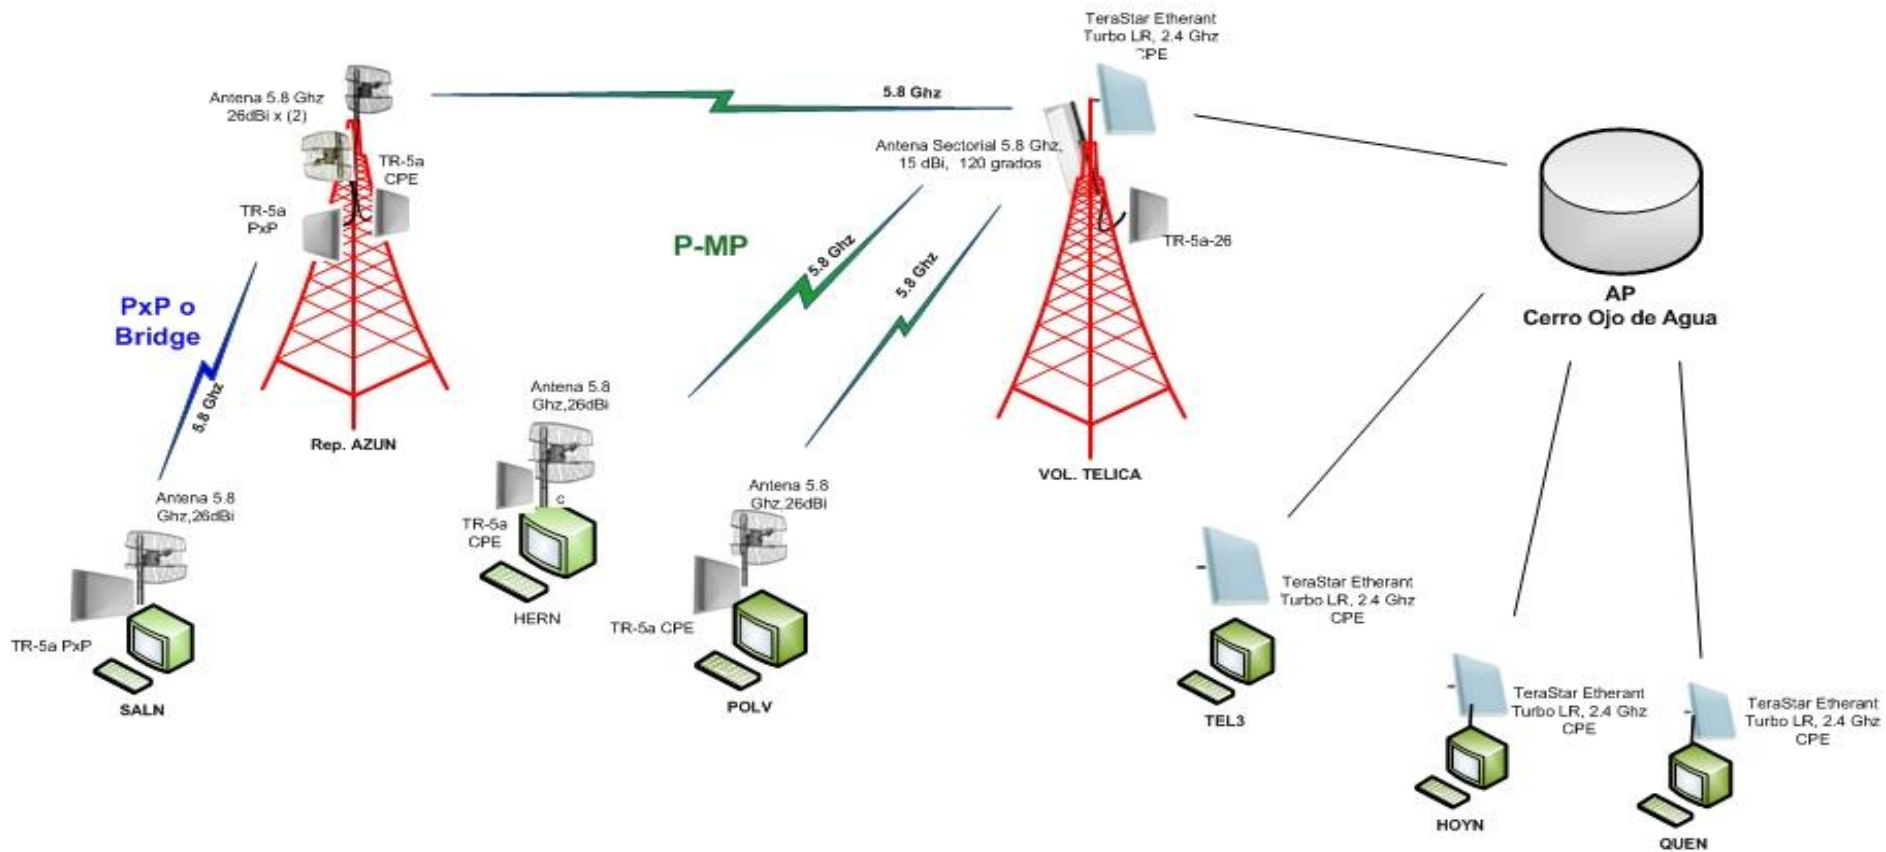 TeraStar Etherant
Turbo LR, 2.4 Ghz
CPE
Antena 5.8 Ghz
26dBi x (2)
5.8 Ghz
TR-5a
CPE
Antena Sectorial 5.8 Ghz,
15 dBi, 120 grados
TR-5a
PxP
P-MP
5.8 Ghz
5.8 Ghz
TR-5a-26
PxP o
Bridge
5.8 Ghz
AP
Cerro Ojo de Agua
Rep. AZUN
Antena 5.8
Ghz,26dBi
VOL. TELICA
Antena 5.8
Ghz,26dBi
Antena 5.8
Ghz,26dBi
C
TR-5a
CPE
HERN
TR-5a CPE
POLV
TR-5a PxP
SALN
TeraStar Etherant
Turbo LR, 2.4 Ghz
CPE
TEL3
TeraStar Etherant
Turbo LR, 2.4 Ghz
CPE
HOYN
TeraStar Etherant
Turbo LR, 2.4 Ghz
CPE
QUEN